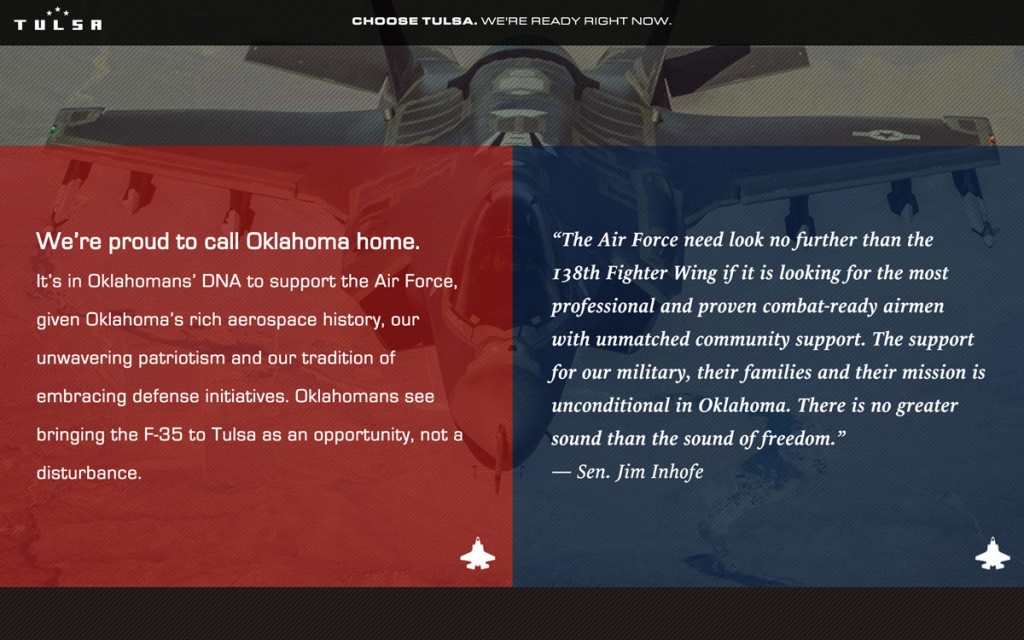 TULSA
CHOOSE TULSA. WE'RE READY RIGHT NOW.
We're proud to call Oklahoma home.
It's in Oklahomans' DNA to support the Air Force,
given Oklahoma's rich aerospace history, our
unwavering patriotism and our tradition of
embracing defense initiatives. Oklahomans see
bringing the F-35 to Tulsa as an opportunity, not a
disturbance.
“The Air Force need look no further than the
138th Fighter Wing if it is looking for the most
professional and proven combat-ready airmen
with unmatched community support. The support
for our military, their families and their mission is
unconditional in Oklahoma. There is no greater
sound than the sound of freedom.”
— Sen. Jim Inhofe